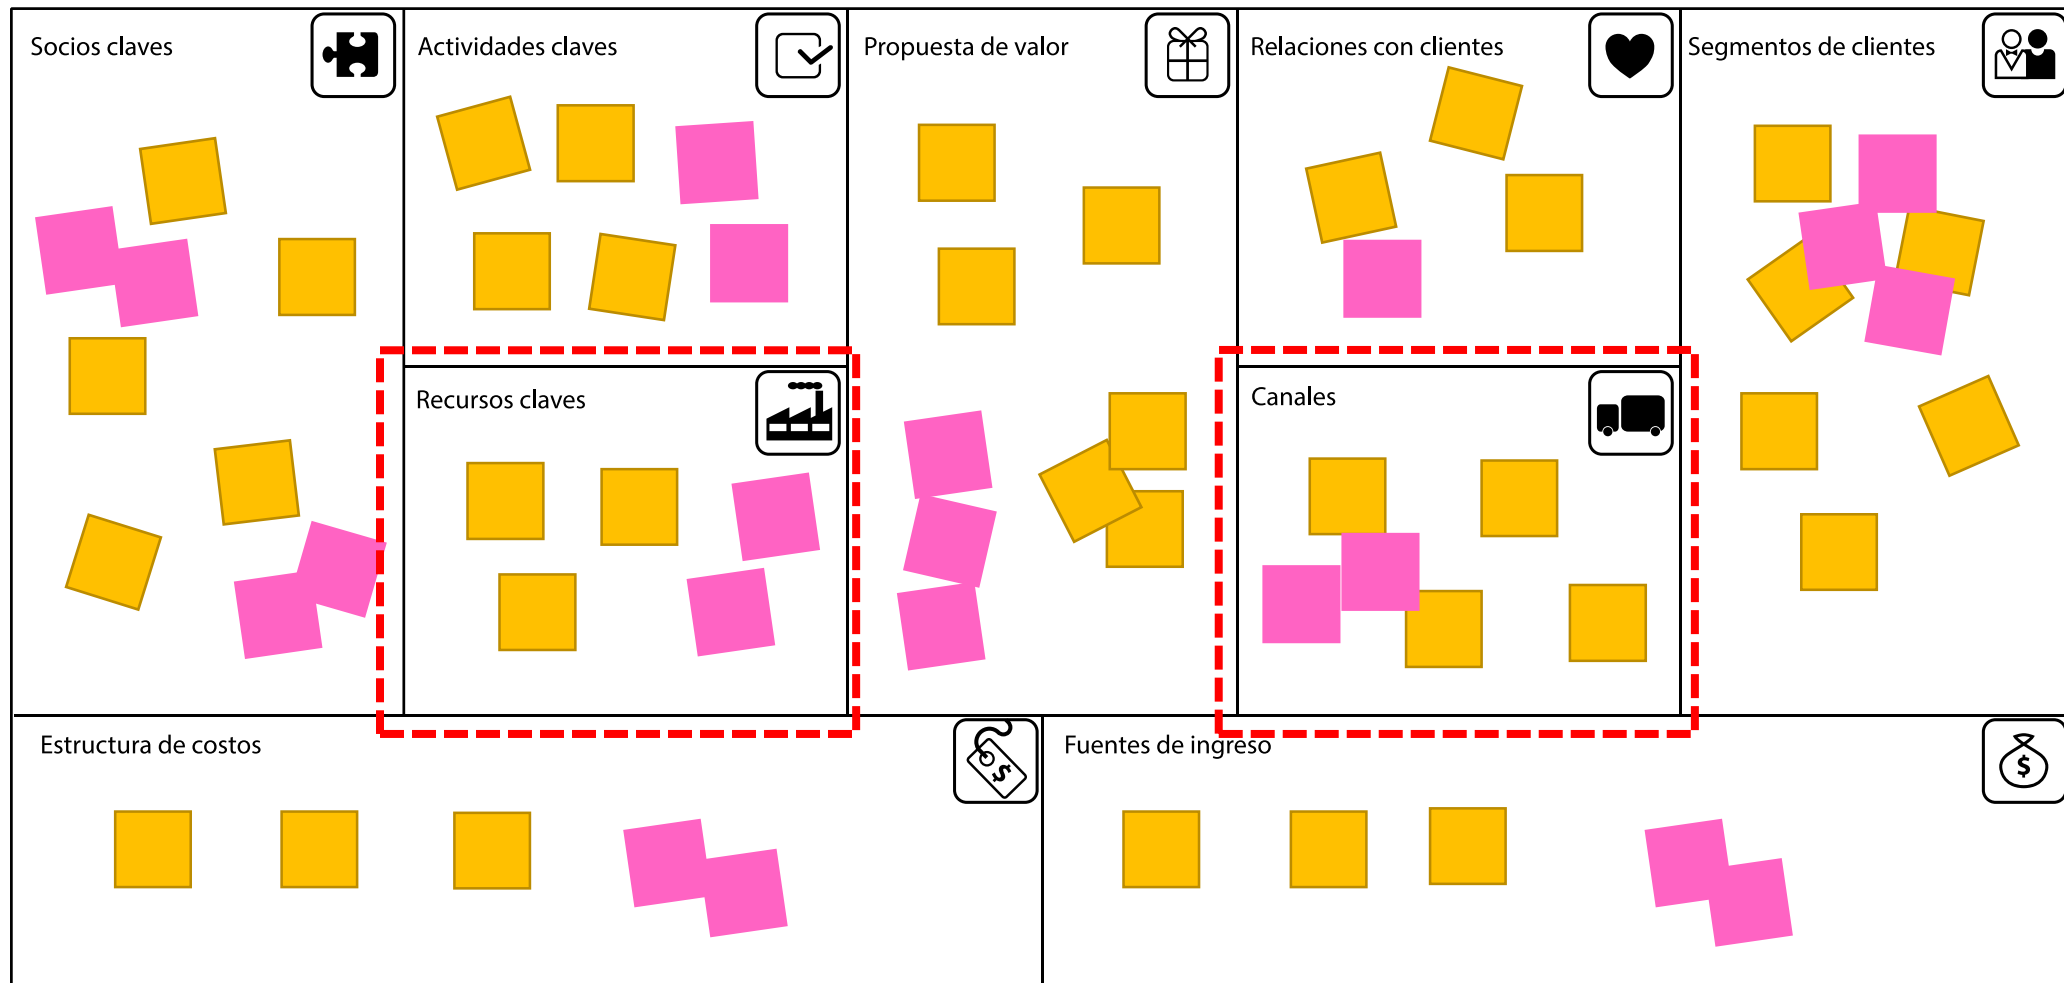 Socios claves
Actividades claves
Propuesta de valor
Relaciones con clientes
Segmentos de clientes
Recursos claves
Canales
Estructura de costos
$
Fuentes de ingreso
$